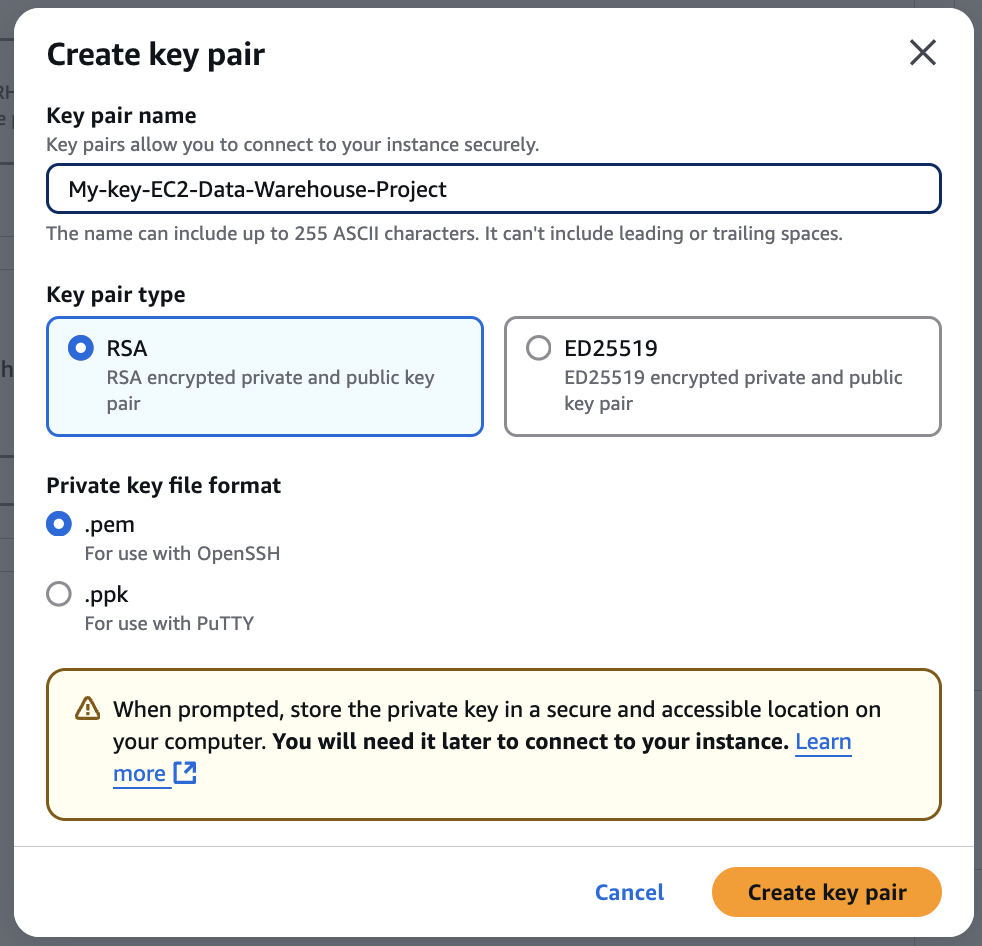 Create key pair
Key pair name
Key pairs allow you to connect to your instance securely.
My-key-EC2-Data-Warehouse-Project
The name can include up to 255 ASCII characters. It can't include leading or trailing spaces.
Key pair type
RSA
RSA encrypted private and public key
pair
ED25519
ED25519 encrypted private and public
key pair
Private key file format
.pem
For use with OpenSSH
.ppk
For use with PuTTY
When prompted, store the private key in a secure and accessible location on
your computer. You will need it later to connect to your instance. Learn
more
Cancel
Create key pair